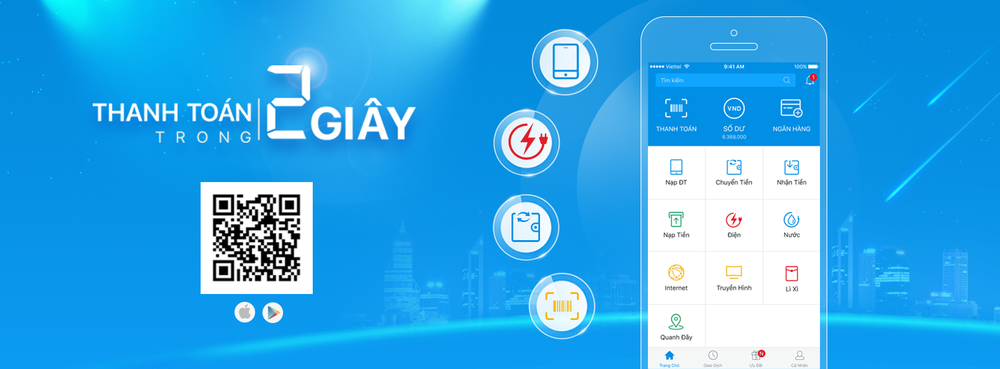 THANH TOÁN
TRONG
2 GIÂY
Viettel
9:41 AM
100%
Tìm kiếm
1
VND
THANH TOÁN
SỐ DƯ
NGÂN HÀNG
6.368.000
Nạp ĐT
Chuyển Tiền
Nhận Tiền
Nạp Tiền
Điện
Nước
Internet
Truyền Hình
Lì Xì
Quanh Đây
N
Trang Chủ
Giao Dịch
Ưu Đãi
Cá Nhân